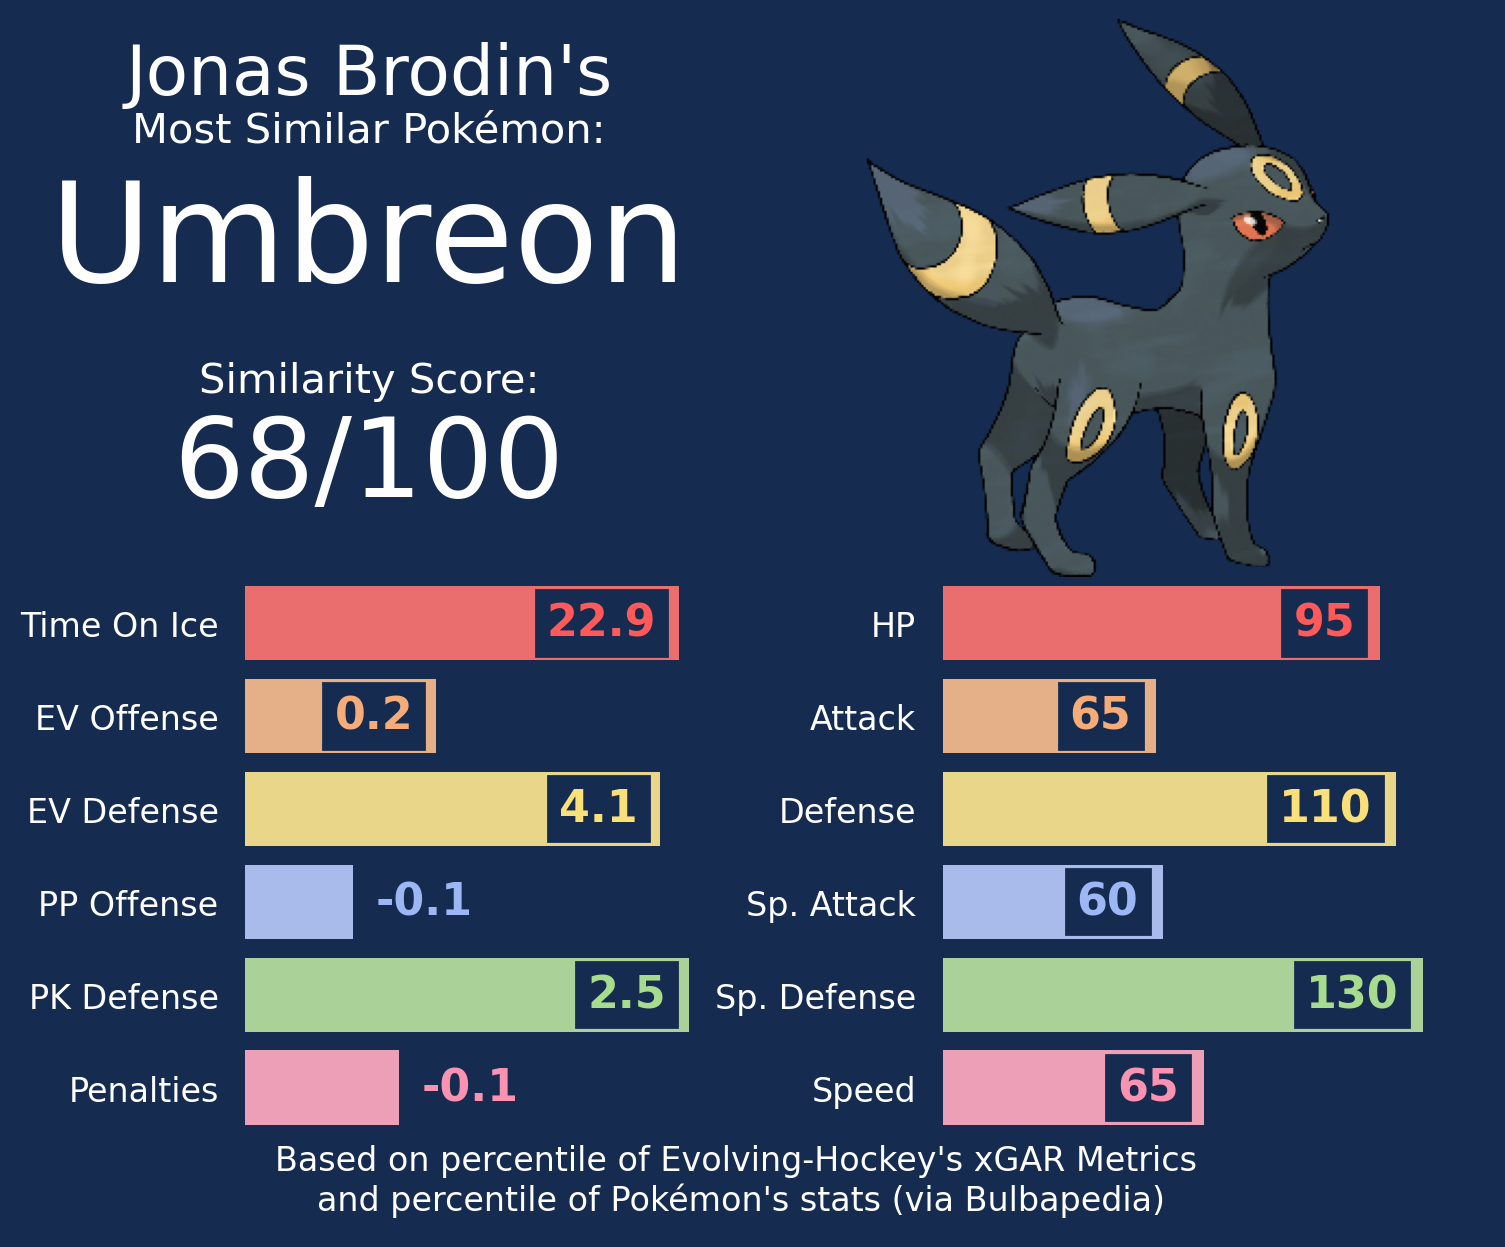 Jonas Brodin's
Most Similar Pokémon:
Umbreon
Similarity Score:
68/100
Time On Ice 22.9
EV Offense 0.2
EV Defense 4.1
PP Offense -0.1
PK Defense 2.5
Penalties -0.1
HP 95
Attack 65
Defense 110
Sp. Attack 60
Sp. Defense 130
Speed 65
Based on percentile of Evolving-Hockey's xGAR Metrics
and percentile of Pokémon's stats (via Bulbapedia)